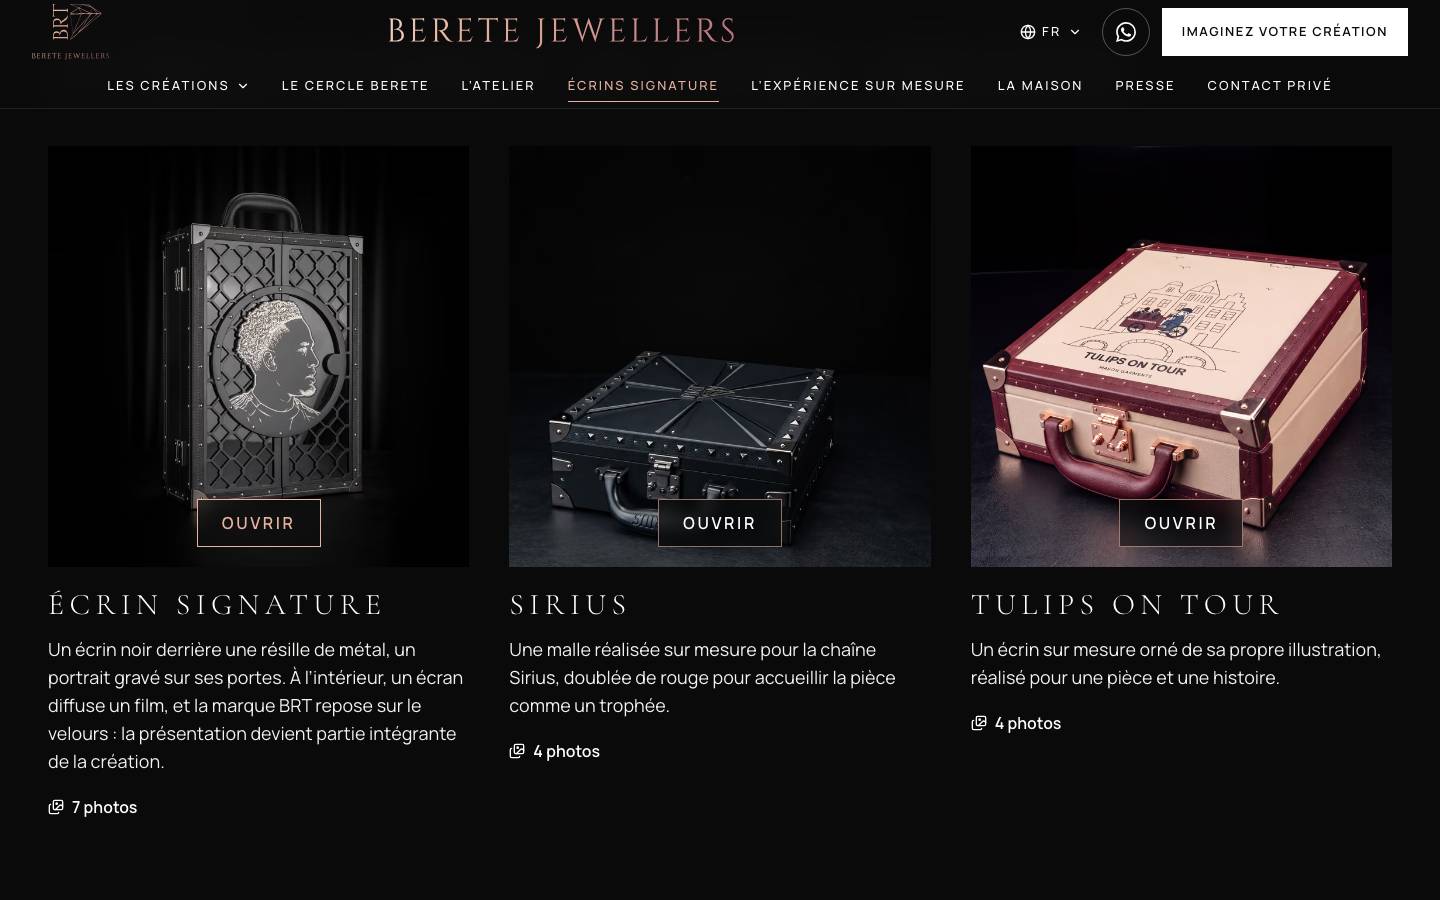 BRT
BERETE JEWELLERS
BERETE JEWELLERS
FR
IMAGINEZ VOTRE CRÉATION
LES CRÉATIONS
LE CERCLE BERETE
L'ATELIER
ÉCRINS SIGNATURE
L'EXPÉRIENCE SUR MESURE
LA MAISON
PRESSE
CONTACT PRIVÉ
TULIPS ON TOUR
OUVRIR
OUVRIR
OUVRIR
ÉCRIN SIGNATURE
Un écrin noir derrière une résille de métal, un
portrait gravé sur ses portes. À l'intérieur, un écran
diffuse un film, et la marque BRT repose sur le
velours : la présentation devient partie intégrante
de la création.
7 photos
SIRIUS
Une malle réalisée sur mesure pour la chaîne
Sirius, doublée de rouge pour accueillir la pièce
comme un trophée.
4 photos
TULIPS ON TOUR
Un écrin sur mesure orné de sa propre illustration,
réalisé pour une pièce et une histoire.
4 photos